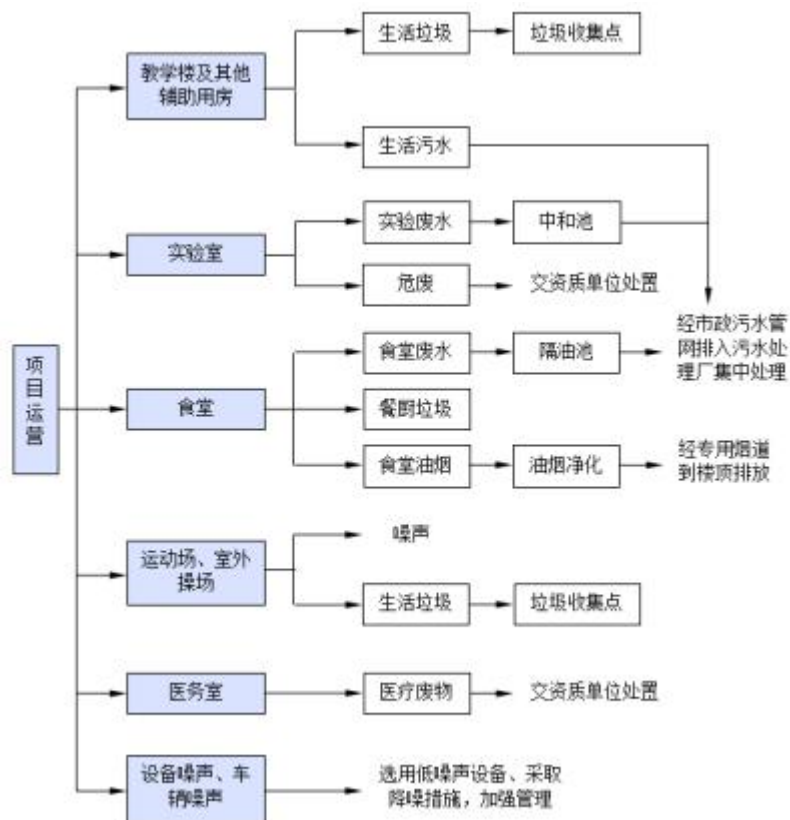 项
目
运
营
教学楼及其他
辅助用房
生活垃圾
垃圾收集点
生活污水
实验室
实验废水
中和池
危废
交资质单位处置
经市政污水管
网排入污水处
理厂集中处理
食堂
食堂废水
隔油池
餐厨垃圾
食堂油烟
油烟净化
经专用烟道
到楼顶排放
运动场、室外
操场
噪声
生活垃圾
垃圾收集点
医务室
医疗废物
交资质单位处置
设备噪声、车
辆噪声
选用低噪声设备、采取
降噪措施，加强管理